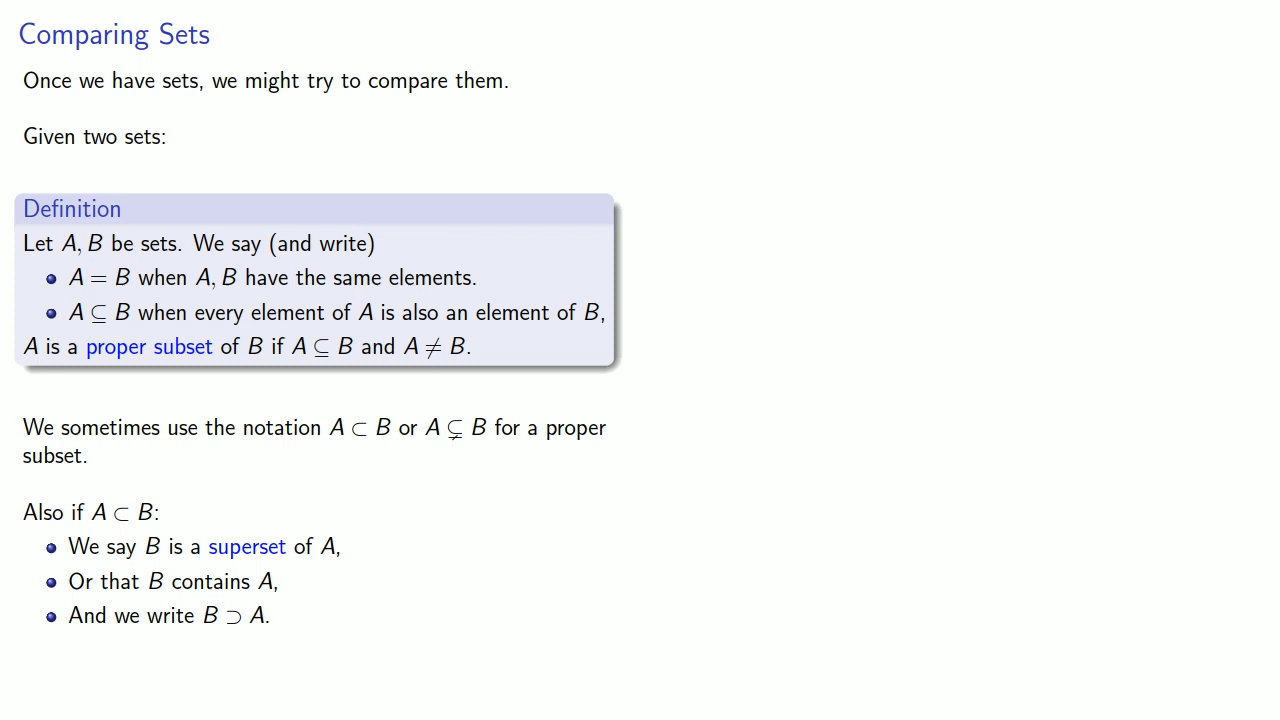 Comparing Sets
Once we have sets, we might try to compare them.
Given two sets:
Definition
Let A, B be sets. We say (and write)
• A = B when A, B have the same elements.
• A ⊆ B when every element of A is also an element of B,
A is a proper subset of B if A ⊆ B and A ≠ B.
We sometimes use the notation A ⊂ B or A ⊊ B for a proper
subset.
Also if A ⊂ B:
• We say B is a superset of A,
• Or that B contains A,
• And we write B ⊃ A.